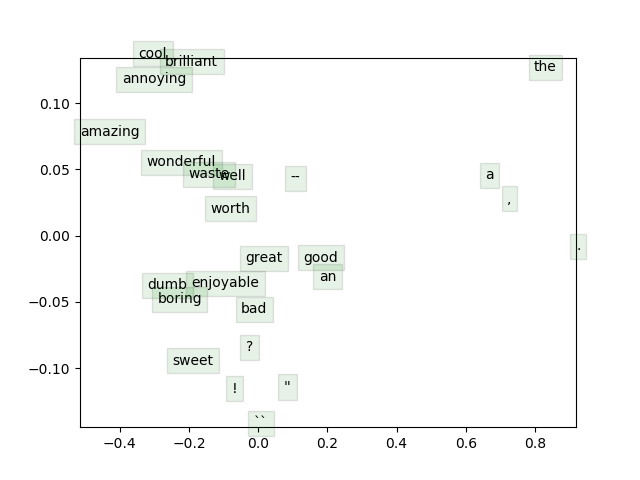 cool
brilliant
the
annoying
0.10
amazing
wonderful
0.05
waste
well
--
a
,
worth
0.00
.
great
good
an
dumb
enjoyable
−0.05
boring
bad
?
−0.10
sweet
!
"
``
−0.4 −0.2 0.0 0.2 0.4 0.6 0.8